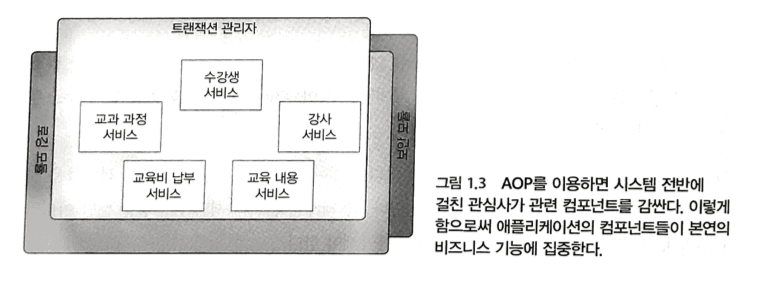 트랜잭션 관리자
수강생
서비스
교과 과정
서비스
강사
서비스
교육비 납부
서비스
교육 내용
서비스
로깅 모듈
그림 1.3 AOP를 이용하면 시스템 전반에
걸친 관심사가 관련 컴포넌트를 감싼다. 이렇게
함으로써 애플리케이션의 컴포넌트들이 본연의
비즈니스 기능에 집중한다.